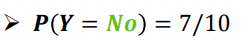 ➢ P(Y = No) = 7/10